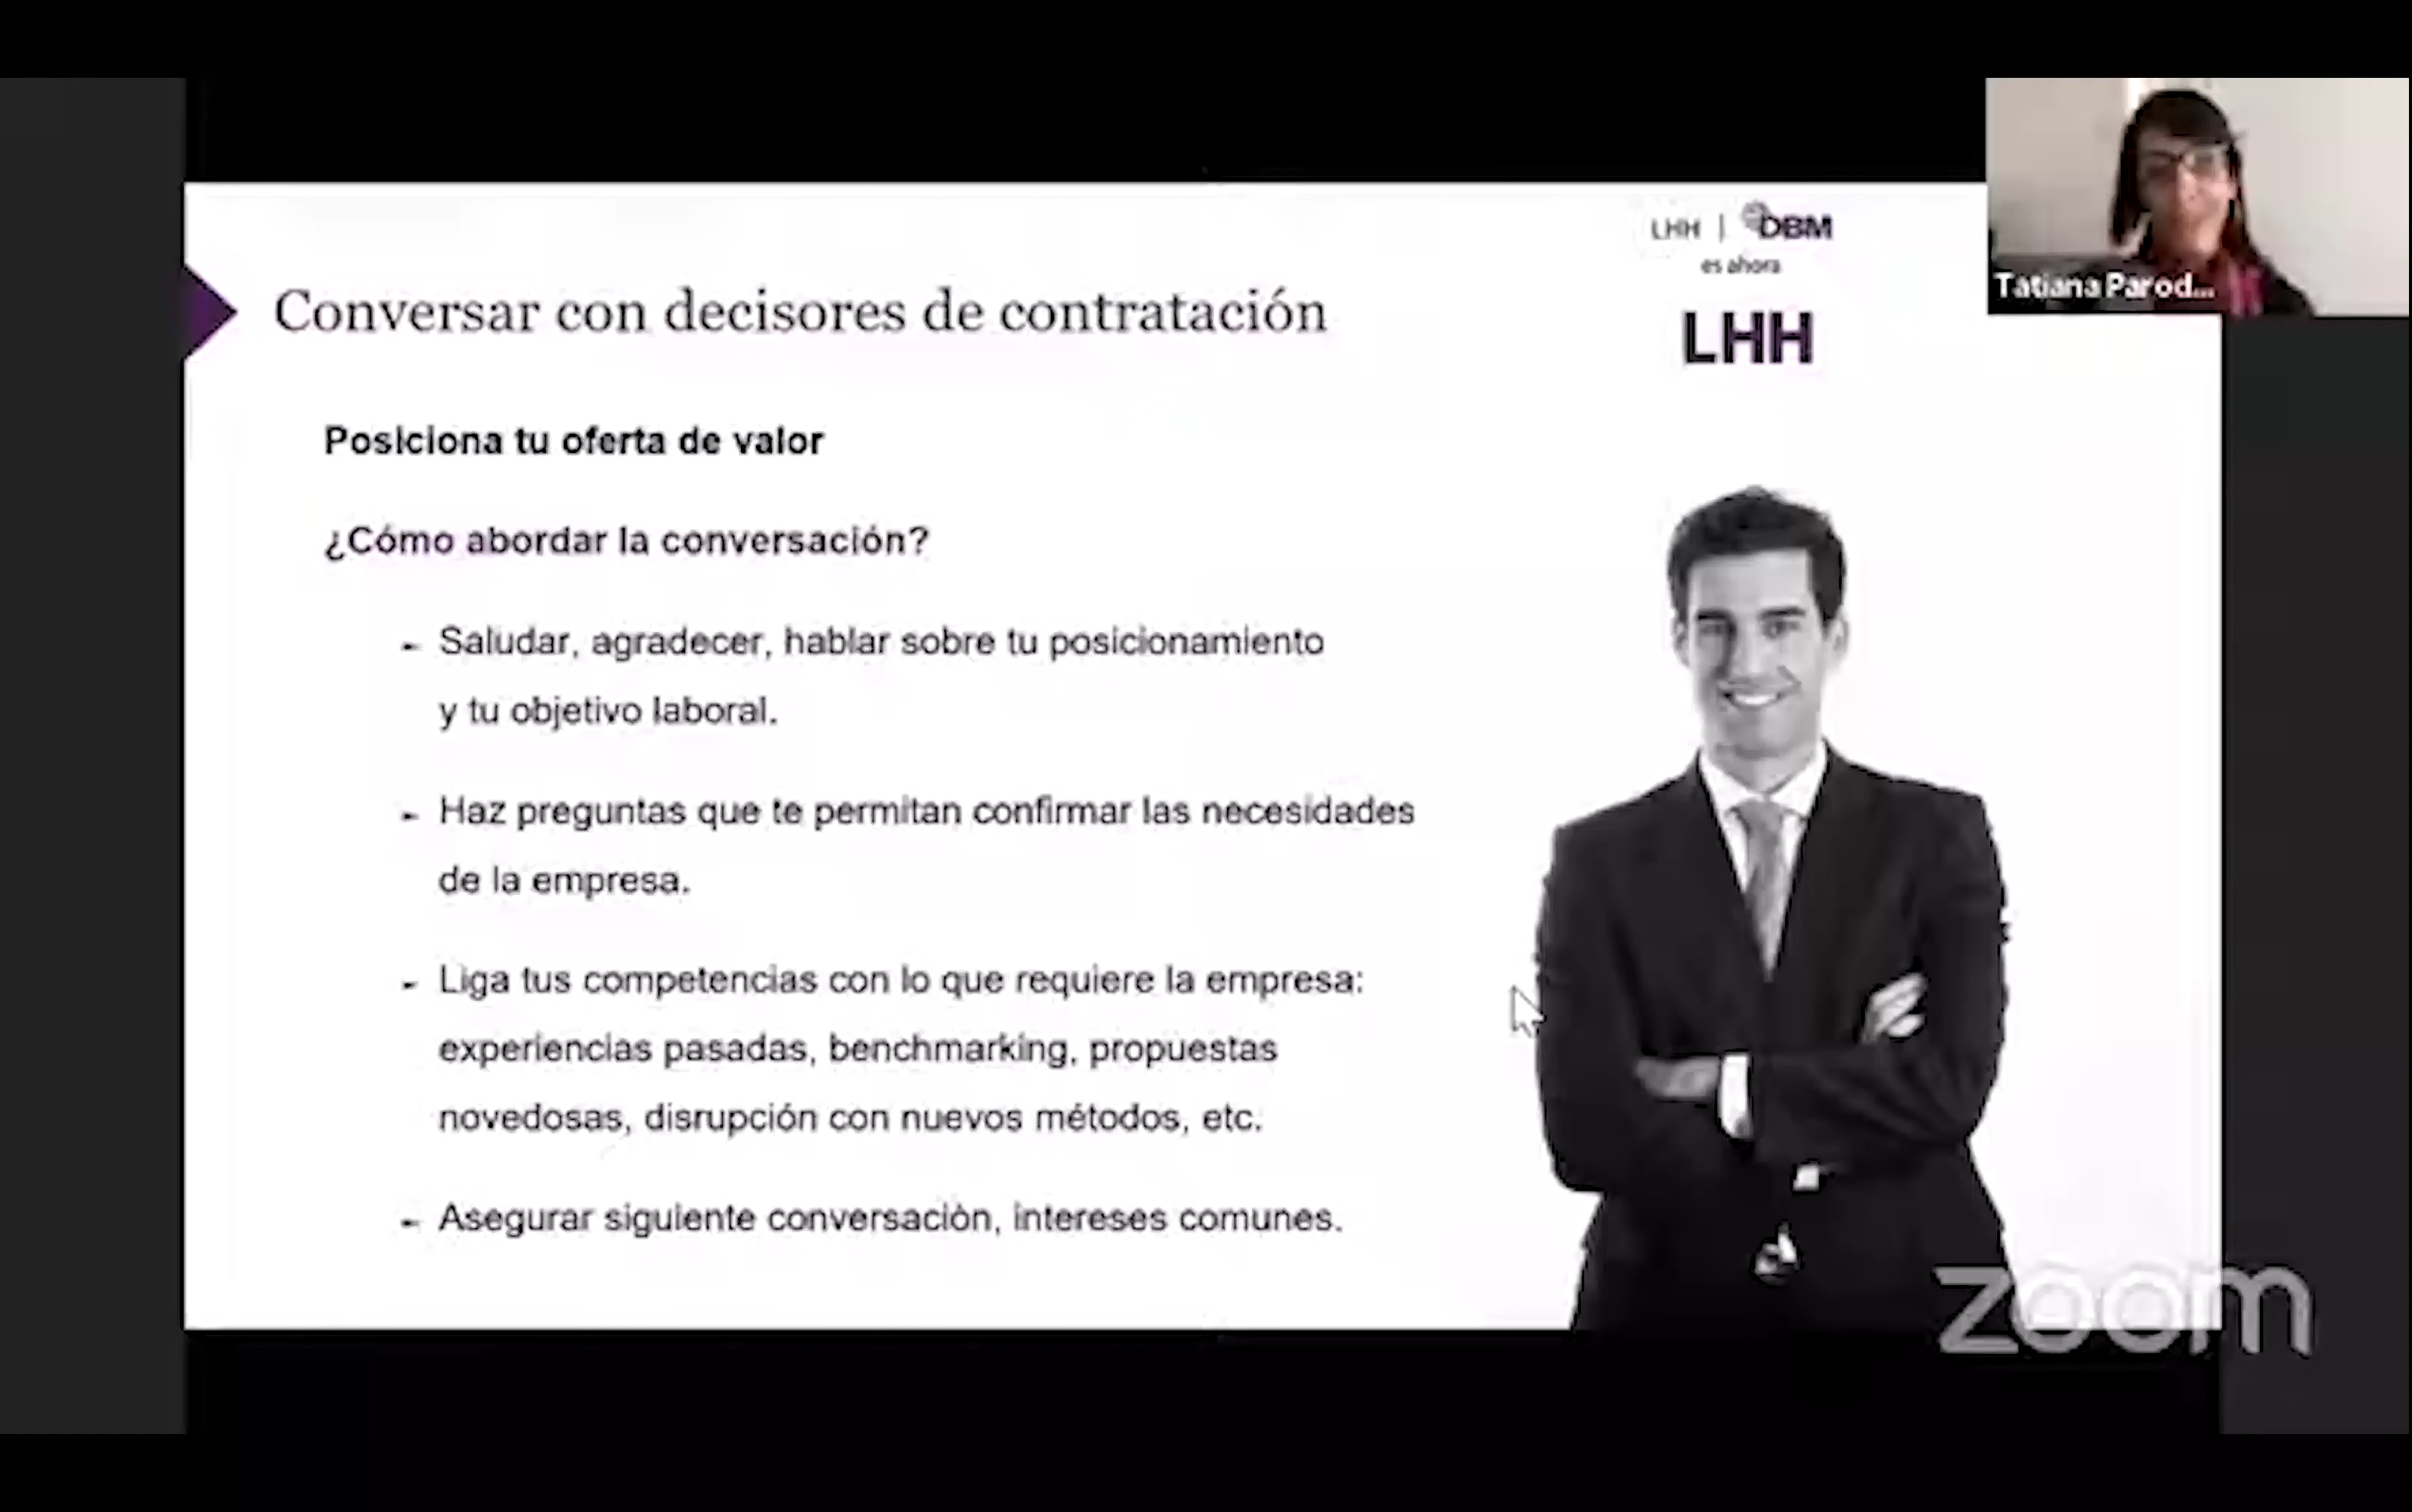 LHH | DBM
es ahora
LHH
Tatiana Parod...
Conversar con decisores de contratación
Posiciona tu oferta de valor
¿Cómo abordar la conversación?
- Saludar, agradecer, hablar sobre tu posicionamiento
y tu objetivo laboral.
- Haz preguntas que te permitan confirmar las necesidades
de la empresa.
- Liga tus competencias con lo que requiere la empresa:
experiencias pasadas, benchmarking, propuestas
novedosas, disrupción con nuevos métodos, etc.
- Asegurar siguiente conversación, intereses comunes.
zoom